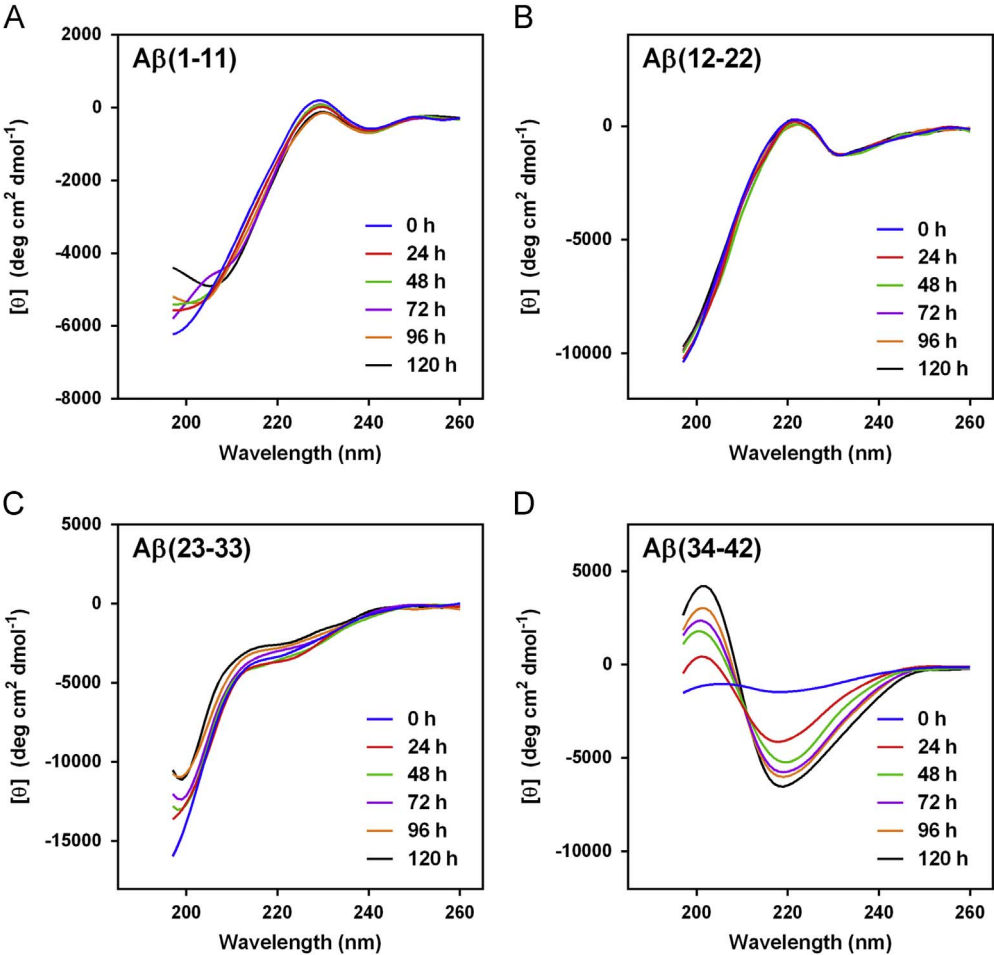 A
Aβ(1-11)
2000
0
-2000
-4000
-6000
-8000
[θ] (deg cm² dmol⁻¹)
0 h
24 h
48 h
72 h
96 h
120 h
200 220 240 260
Wavelength (nm)
B
Aβ(12-22)
0
-5000
-10000
[θ] (deg cm² dmol⁻¹)
0 h
24 h
48 h
72 h
96 h
120 h
200 220 240 260
Wavelength (nm)
C
Aβ(23-33)
5000
0
-5000
-10000
-15000
[θ] (deg cm² dmol⁻¹)
0 h
24 h
48 h
72 h
96 h
120 h
200 220 240 260
Wavelength (nm)
D
Aβ(34-42)
5000
0
-5000
-10000
[θ] (deg cm² dmol⁻¹)
0 h
24 h
48 h
72 h
96 h
120 h
200 220 240 260
Wavelength (nm)